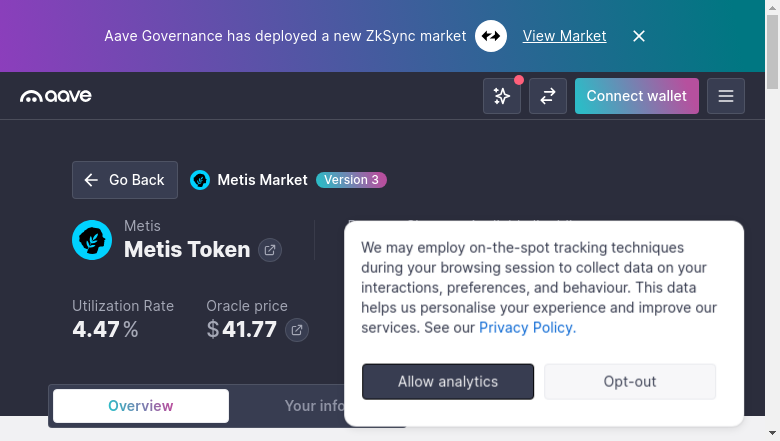 Aave Governance has deployed a new ZkSync market View Market
aave
Connect wallet
Go Back
Metis Market
Version 3
Metis
Metis Token
Utilization Rate
4.47%
Oracle price
$41.77
We may employ on-the-spot tracking techniques
during your browsing session to collect data on your
interactions, preferences, and behaviour. This data
helps us personalise your experience and improve our
services. See our Privacy Policy.
Allow analytics
Opt-out
Overview
Your info